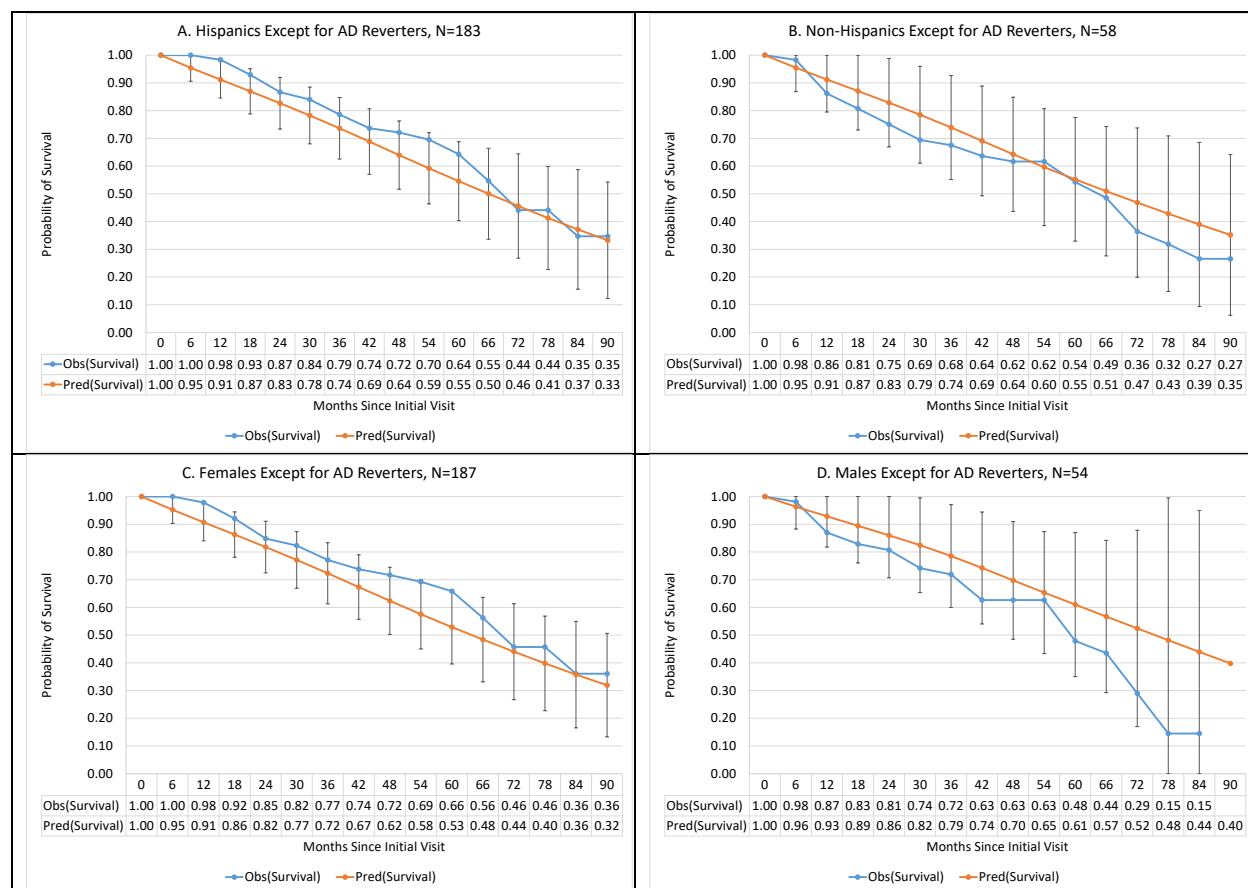 A. Hispanics Except for AD Reverters, N=183
1.00
0.90
0.80
0.70
0.60
0.50
0.40
0.30
0.20
0.10
0.00
Probability of Survival
0 6 12 18 24 30 36 42 48 54 60 66 72 78 84 90
Obs(Survival) 1.00 1.00 0.98 0.93 0.87 0.84 0.79 0.74 0.72 0.70 0.64 0.55 0.44 0.44 0.35 0.35
Pred(Survival) 1.00 0.95 0.91 0.87 0.83 0.78 0.74 0.69 0.64 0.59 0.55 0.50 0.46 0.41 0.37 0.33
Months Since Initial Visit
Obs(Survival) Pred(Survival)
B. Non-Hispanics Except for AD Reverters, N=58
1.00
0.90
0.80
0.70
0.60
0.50
0.40
0.30
0.20
0.10
0.00
Probability of Survival
0 6 12 18 24 30 36 42 48 54 60 66 72 78 84 90
Obs(Survival) 1.00 0.98 0.86 0.81 0.75 0.69 0.68 0.64 0.62 0.62 0.54 0.49 0.36 0.32 0.27 0.27
Pred(Survival) 1.00 0.95 0.91 0.87 0.83 0.79 0.74 0.69 0.64 0.60 0.55 0.51 0.47 0.43 0.39 0.35
Months Since Initial Visit
Obs(Survival) Pred(Survival)
C. Females Except for AD Reverters, N=187
1.00
0.90
0.80
0.70
0.60
0.50
0.40
0.30
0.20
0.10
0.00
Probability of Survival
0 6 12 18 24 30 36 42 48 54 60 66 72 78 84 90
Obs(Survival) 1.00 1.00 0.98 0.92 0.85 0.82 0.77 0.74 0.72 0.69 0.66 0.56 0.46 0.46 0.36 0.36
Pred(Survival) 1.00 0.95 0.91 0.86 0.82 0.77 0.72 0.67 0.62 0.58 0.53 0.48 0.44 0.40 0.36 0.32
Months Since Initial Visit
Obs(Survival) Pred(Survival)
D. Males Except for AD Reverters, N=54
1.00
0.90
0.80
0.70
0.60
0.50
0.40
0.30
0.20
0.10
0.00
Probability of Survival
0 6 12 18 24 30 36 42 48 54 60 66 72 78 84 90
Obs(Survival) 1.00 0.98 0.87 0.83 0.81 0.74 0.72 0.63 0.63 0.63 0.48 0.44 0.29 0.15 0.15
Pred(Survival) 1.00 0.96 0.93 0.89 0.86 0.82 0.79 0.74 0.70 0.65 0.61 0.57 0.52 0.48 0.44 0.40
Months Since Initial Visit
Obs(Survival) Pred(Survival)